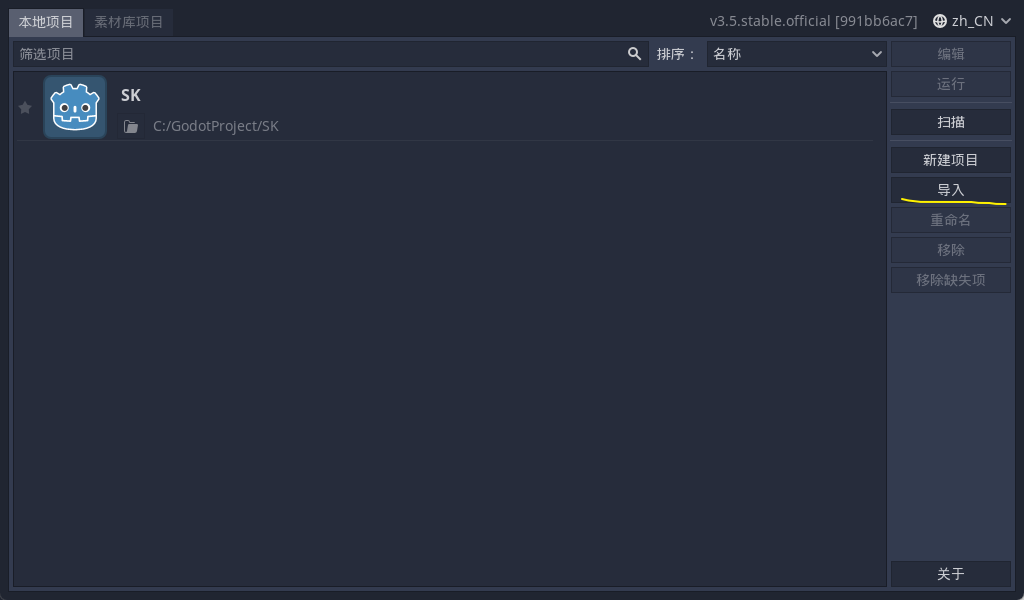 本地项目 素材库项目 v3.5.stable.official [991bb6ac7] zh_CN
筛选项目 排序： 名称 编辑
运行
SK
C:/GodotProject/SK
扫描
新建项目
导入
重命名
移除
移除缺失项
关于